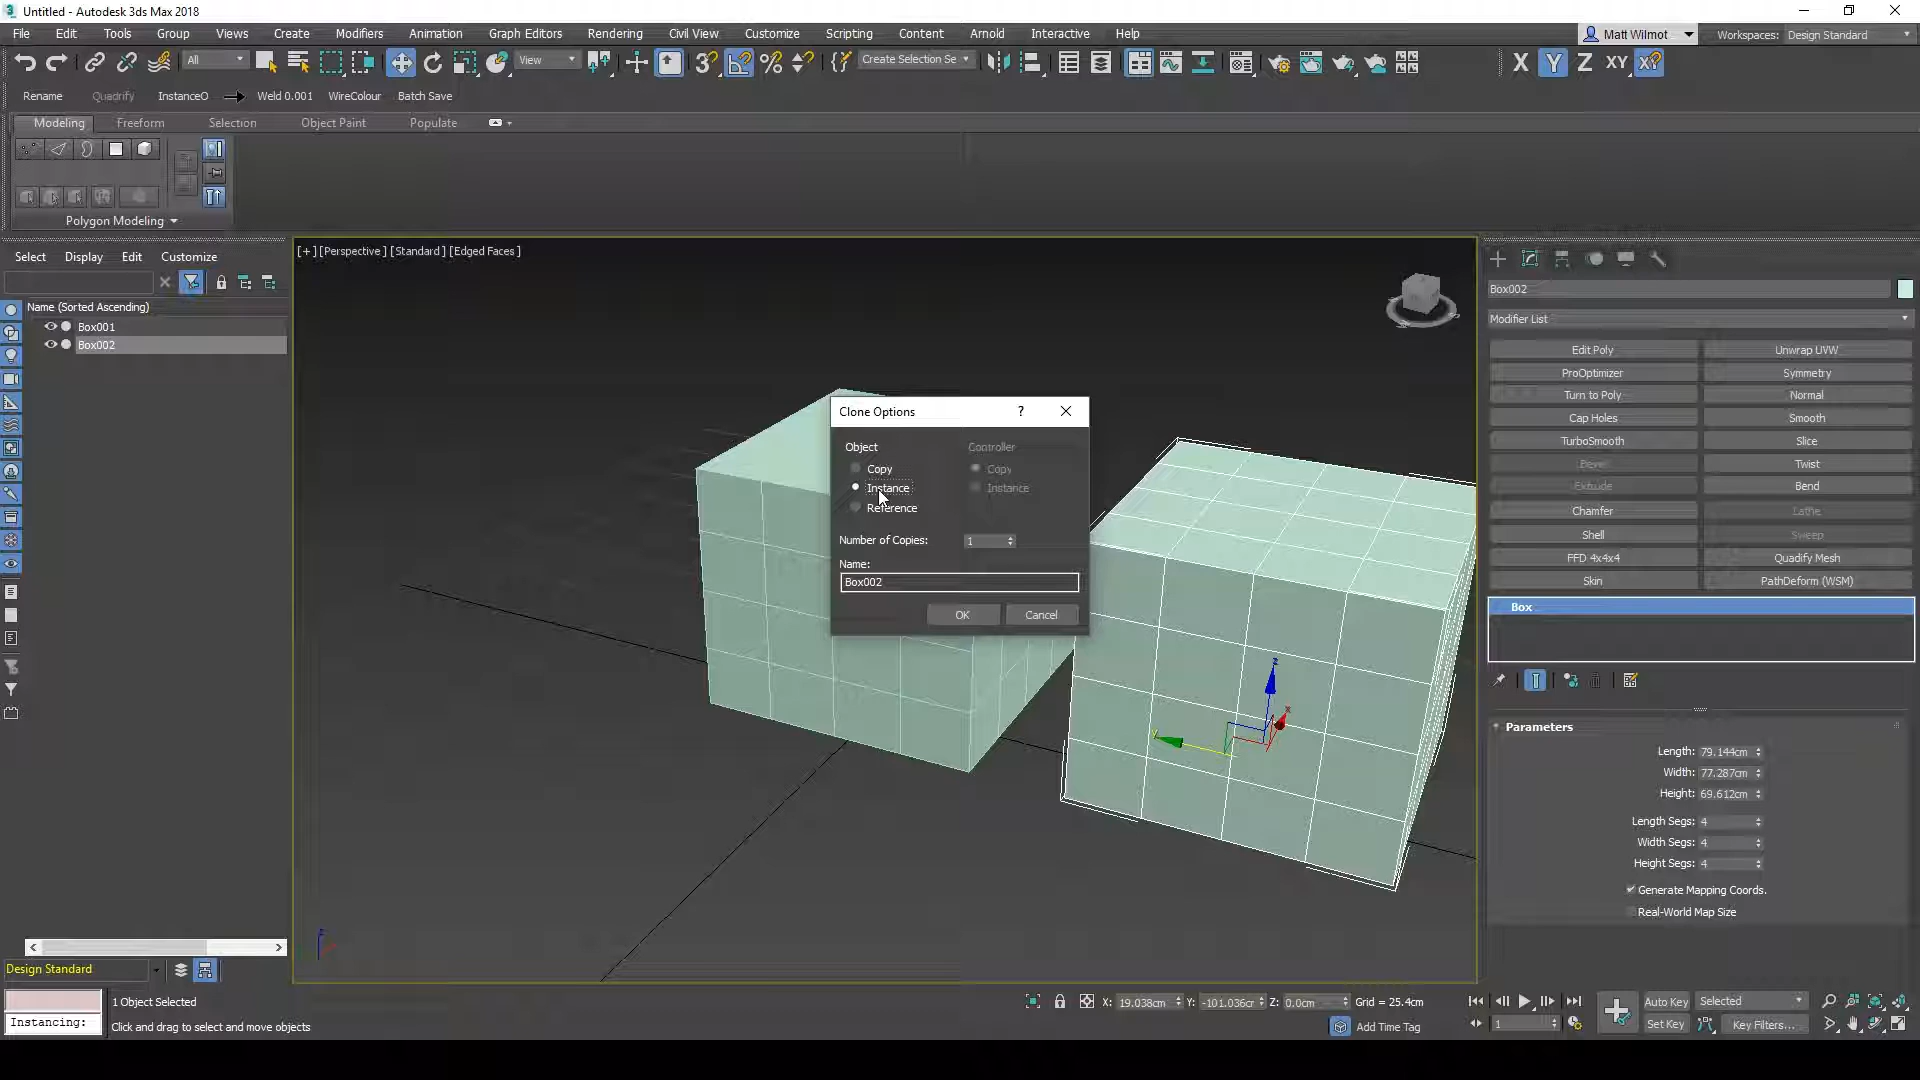 Untitled - Autodesk 3ds Max 2018
File Edit Tools Group Views Create Modifiers Animation Graph Editors Rendering Civil View Customize Scripting Content Arnold Interactive Help
Matt Wilmot
Workspaces: Design Standard
All
View
Create Selection Se
X Y Z XY
Rename Quadrify InstanceO Weld 0.001 WireColour Batch Save
Modeling Freeform Selection Object Paint Populate
Polygon Modeling
Select Display Edit Customize
Name (Sorted Ascending)
Box001
Box002
[+] [Perspective] [Standard] [Edged Faces]
Clone Options ?
Object Controller
Copy Copy
Instance Instance
Reference
Number of Copies: 1
Name:
Box002
OK Cancel
Box002
Modifier List
Edit Poly Unwrap UVW
ProOptimizer Symmetry
Turn to Poly Normal
Cap Holes Smooth
TurboSmooth Slice
Bevel Twist
Extrude Bend
Chamfer Lathe
Shell Sweep
FFD 4x4x4 Quadify Mesh
Skin PathDeform (WSM)
Box
Parameters
Length: 79.144cm
Width: 77.287cm
Height: 69.612cm
Length Segs: 4
Width Segs: 4
Height Segs: 4
Generate Mapping Coords.
Real-World Map Size
Design Standard
1 Object Selected
Instancing:
Click and drag to select and move objects
X: 19.038cm Y: -101.036cr Z: 0.0cm Grid = 25.4cm
Add Time Tag
1
Auto Key Selected
Set Key Key Filters...